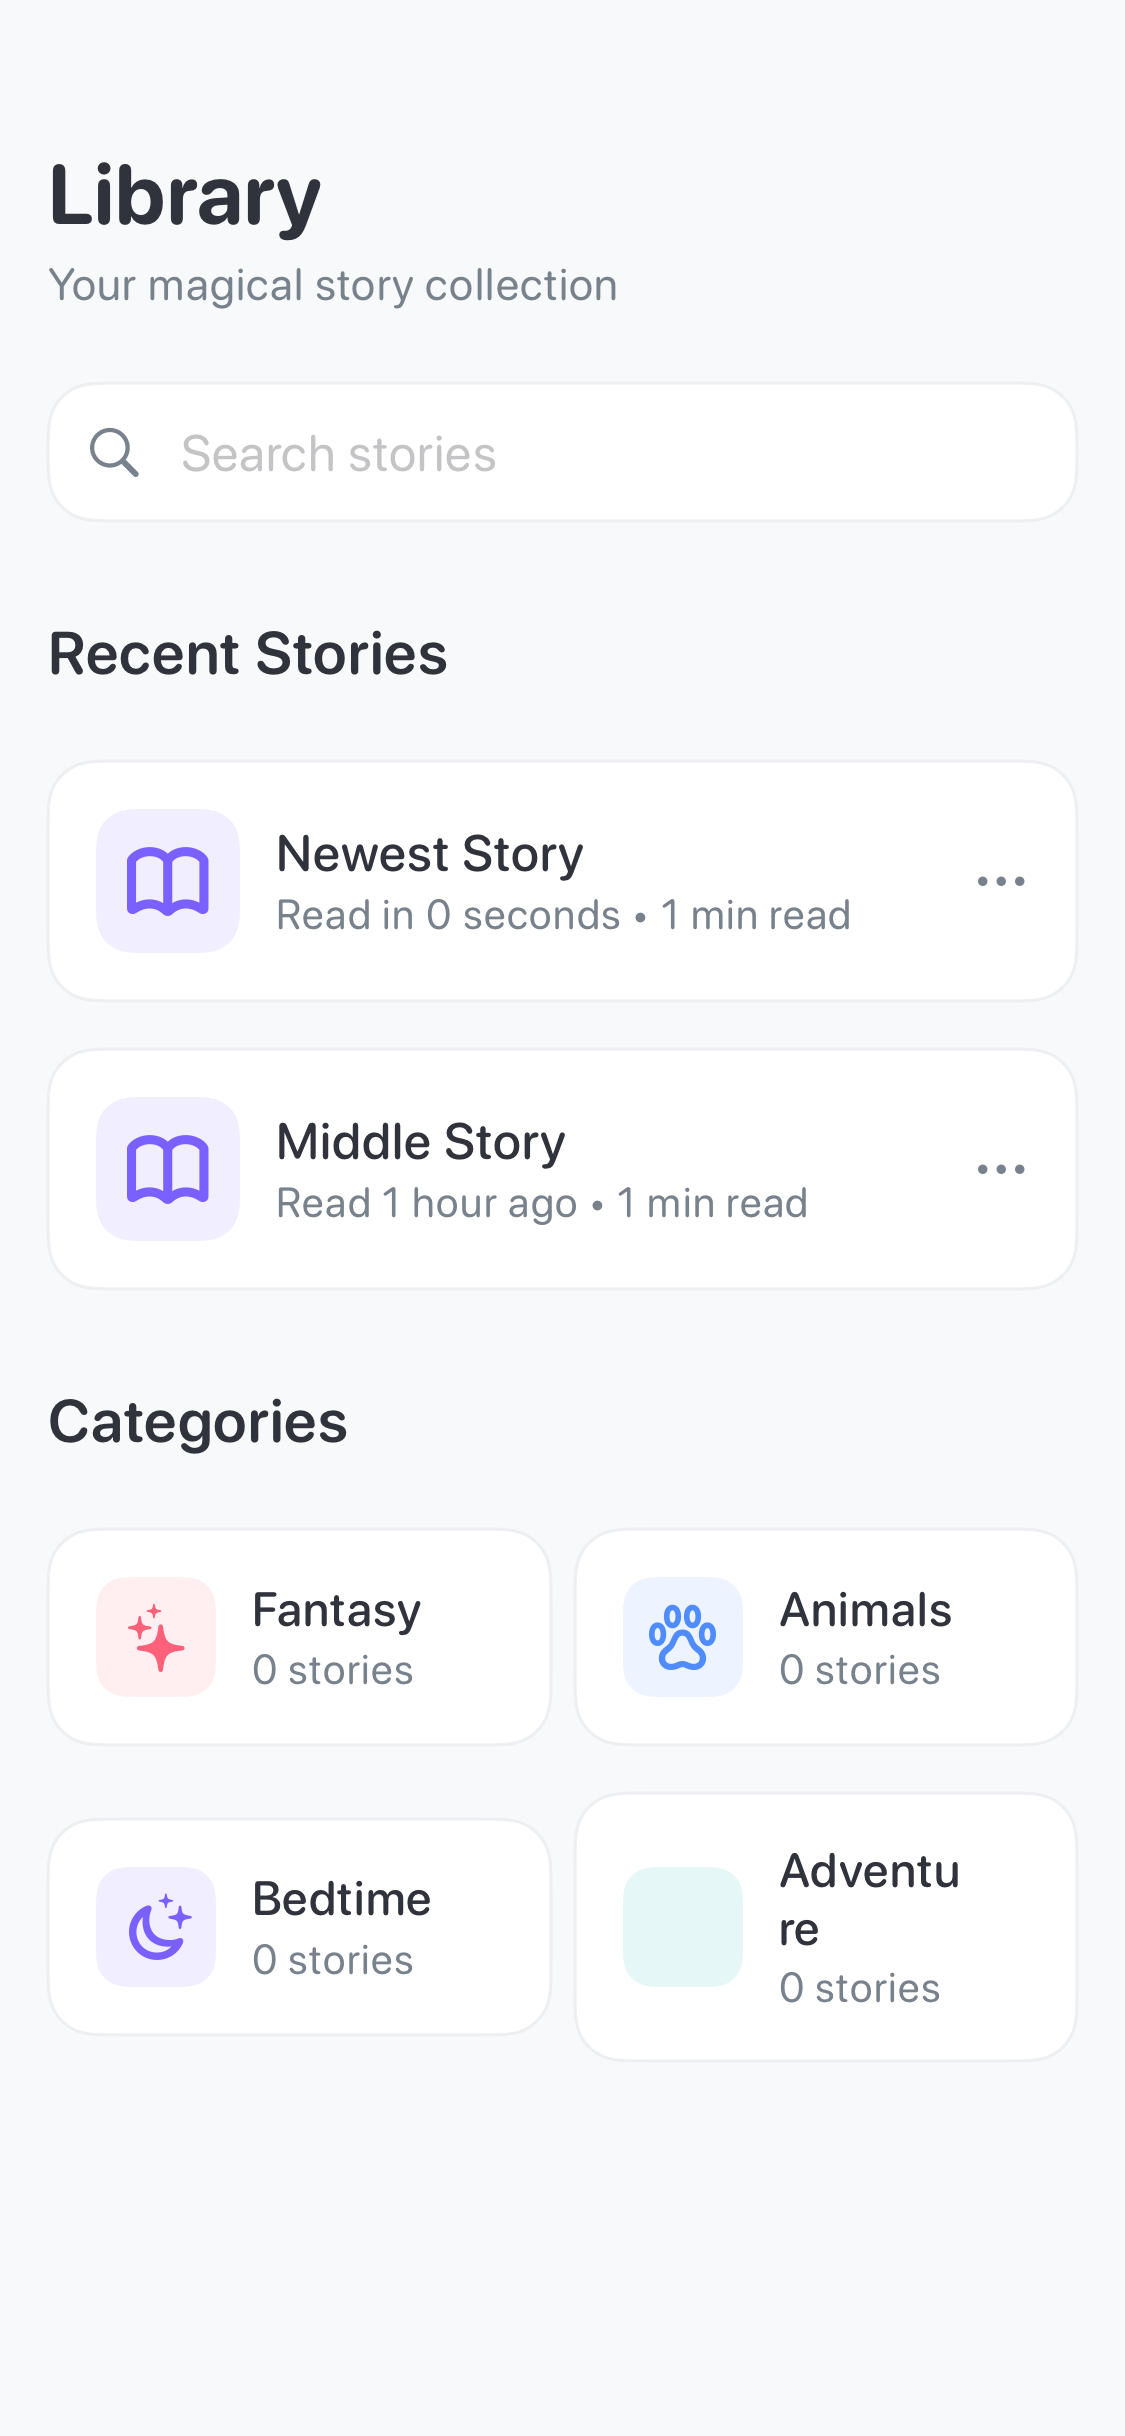 Library
Your magical story collection
Search stories
Recent Stories
Newest Story
Read in 0 seconds • 1 min read
Middle Story
Read 1 hour ago • 1 min read
Categories
Fantasy
0 stories
Animals
0 stories
Bedtime
0 stories
Adventu
re
0 stories